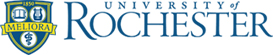 1850
MELIORA
UNIVERSITY of
ROCHESTER